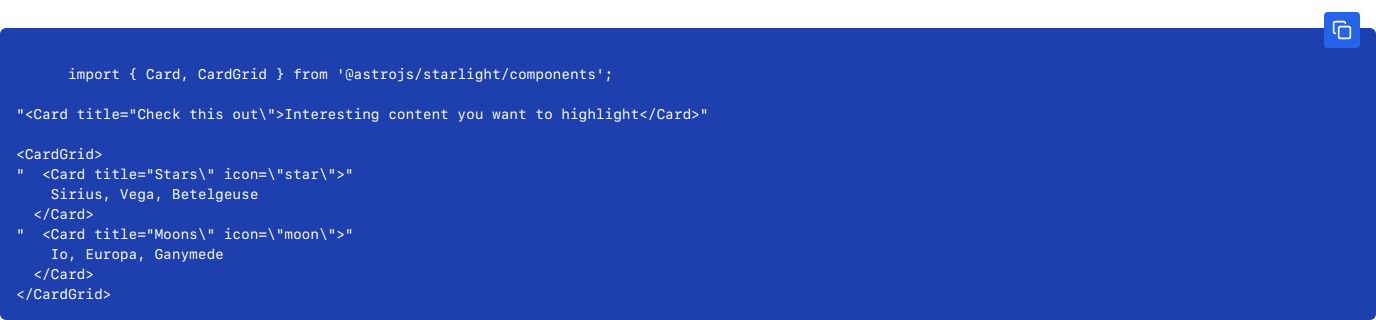 import { Card, CardGrid } from '@astrojs/starlight/components';
"<Card title="Check this out\">Interesting content you want to highlight</Card>"
<CardGrid>
"  <Card title="Stars\" icon=\"star\">"
    Sirius, Vega, Betelgeuse
  </Card>
"  <Card title="Moons\" icon=\"moon\">"
    Io, Europa, Ganymede
  </Card>
</CardGrid>